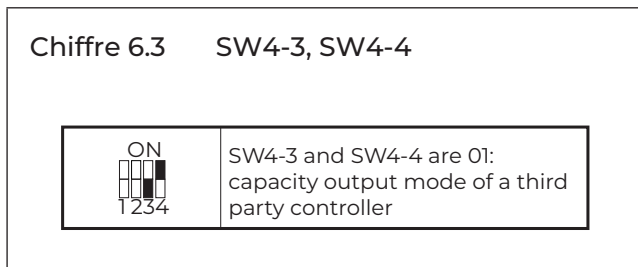 Chiffre 6.3 SW4-3, SW4-4
ON
1234
SW4-3 and SW4-4 are 01:
capacity output mode of a third
party controller